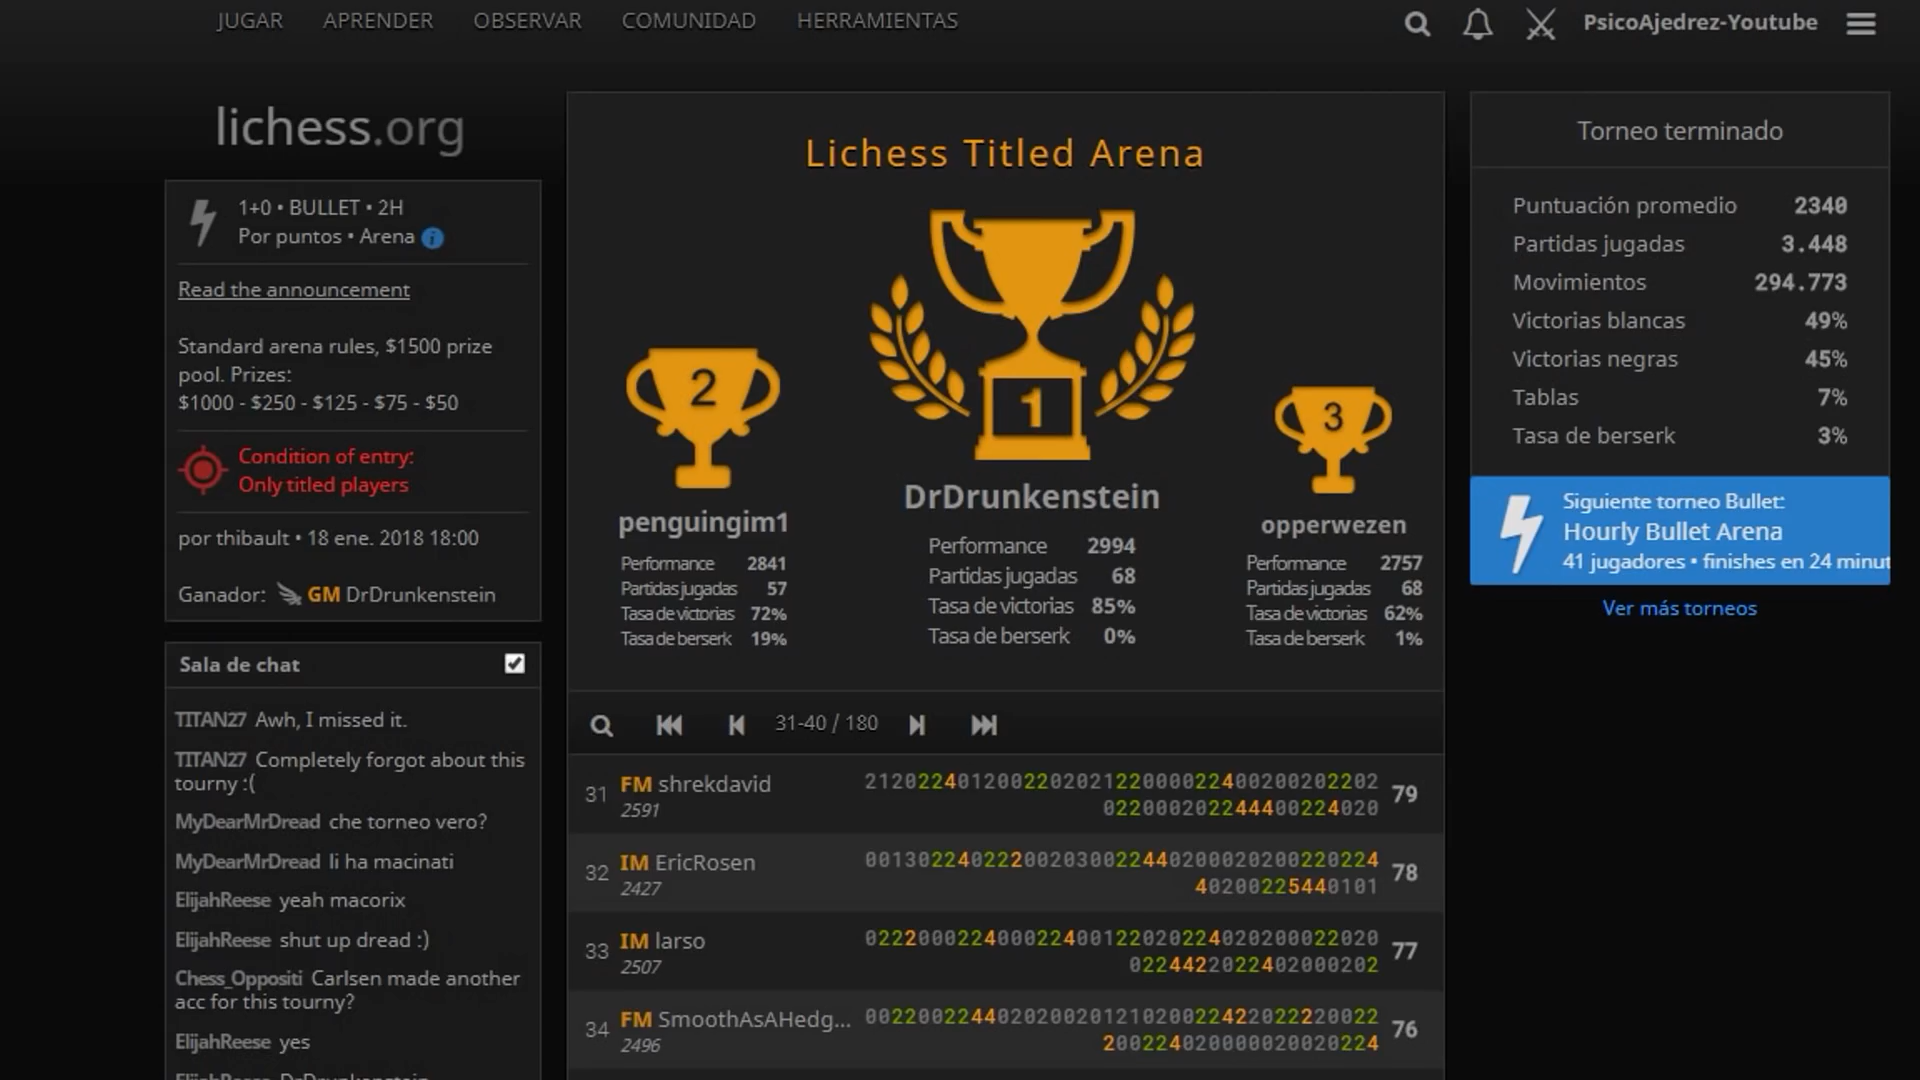 JUGAR APRENDER OBSERVAR COMUNIDAD HERRAMIENTAS PsicoAjedrez-Youtube
lichess.org
1+0 • BULLET • 2H
Por puntos • Arena
Read the announcement
Standard arena rules, $1500 prize
pool. Prizes:
$1000 - $250 - $125 - $75 - $50
Condition of entry:
Only titled players
por thibault • 18 ene. 2018 18:00
Ganador: GM DrDrunkenstein
Sala de chat
TITAN27 Awh, I missed it.
TITAN27 Completely forgot about this
tourny :(
MyDearMrDread che torneo vero?
MyDearMrDread li ha macinati
ElijahReese yeah macorix
ElijahReese shut up dread :)
Chess_Oppositi Carlsen made another
acc for this tourny?
ElijahReese yes
ElijahReese DrDrunkenstein
Lichess Titled Arena
2
penguingim1
Performance 2841
Partidas jugadas 57
Tasa de victorias 72%
Tasa de berserk 19%
1
DrDrunkenstein
Performance 2994
Partidas jugadas 68
Tasa de victorias 85%
Tasa de berserk 0%
3
opperwezen
Performance 2757
Partidas jugadas 68
Tasa de victorias 62%
Tasa de berserk 1%
31-40 / 180
31 FM shrekdavid 212022401200220202122000022400200202202 79
2591 022000202244400224020
32 IM EricRosen 001302240222002030022440200020200220224 78
2427 40200225440101
33 IM larso 022200022400022400122020224020200022020 77
2507 0224422022402000202
34 FM SmoothAsAHedg... 002200224402020020121020022422022220022 76
2496 200224020000020020224
Torneo terminado
Puntuación promedio 2340
Partidas jugadas 3.448
Movimientos 294.773
Victorias blancas 49%
Victorias negras 45%
Tablas 7%
Tasa de berserk 3%
Siguiente torneo Bullet:
Hourly Bullet Arena
41 jugadores • finishes en 24 minut
Ver más torneos